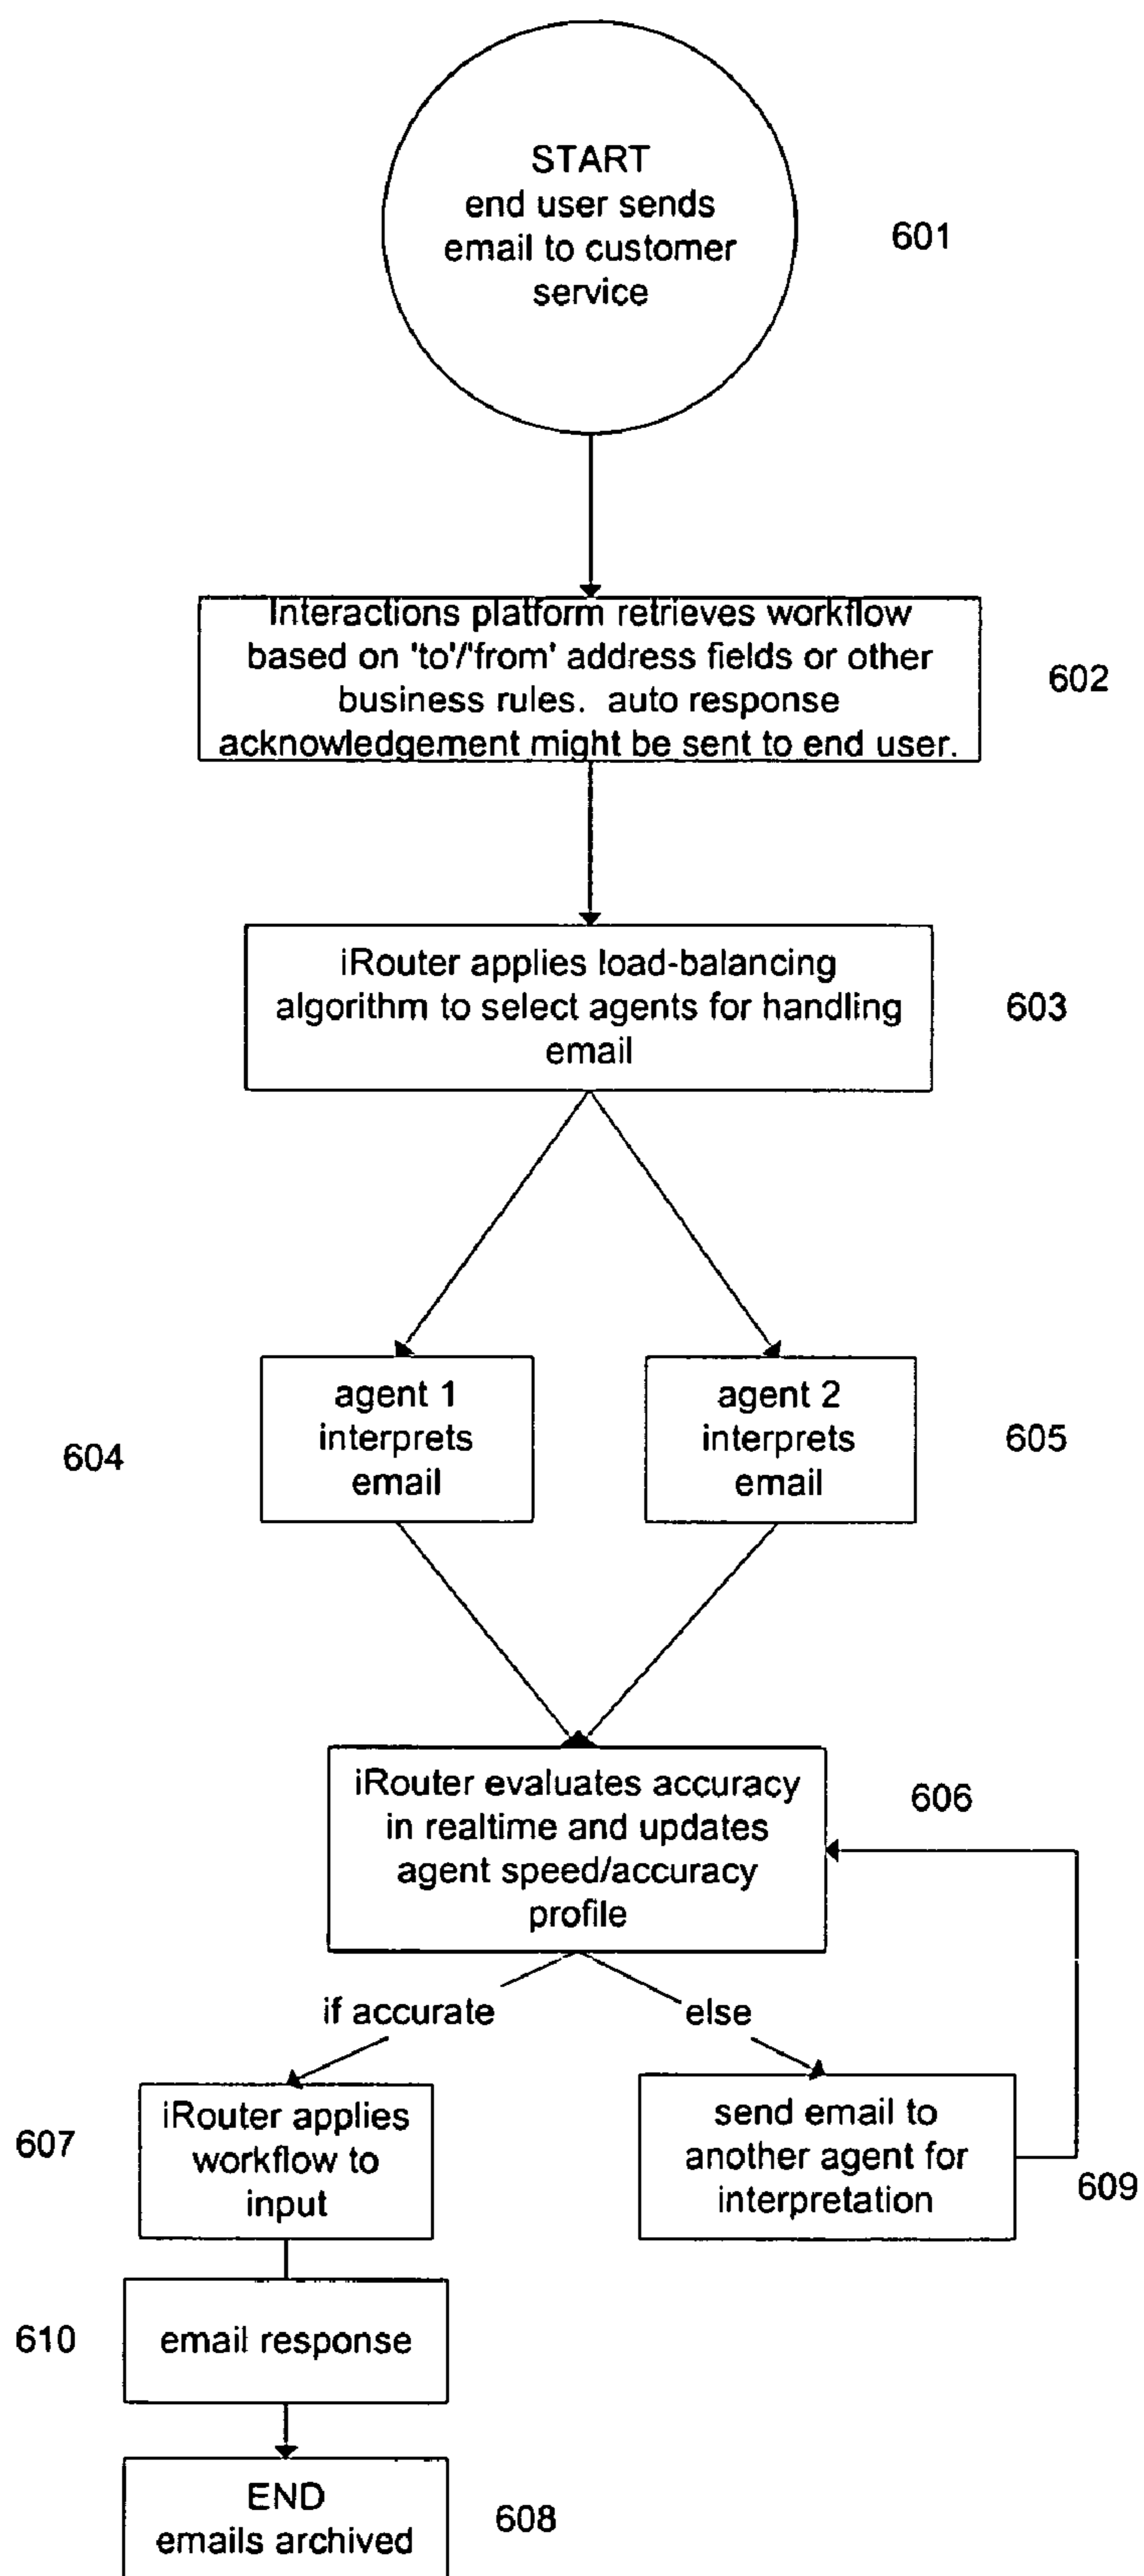 START
end user sends
email to customer
service
601
Interactions platform retrieves workflow
based on 'to'/'from' address fields or other
business rules.  auto response
acknowledgement might be sent to end user.
602
iRouter applies load-balancing
algorithm to select agents for handling
email
603
agent 1
interprets
email
604
agent 2
interprets
email
605
iRouter evaluates accuracy
in realtime and updates
agent speed/accuracy
profile
606
if accurate
else
iRouter applies
workflow to
input
607
send email to
another agent for
interpretation
609
email response
610
END
emails archived
608